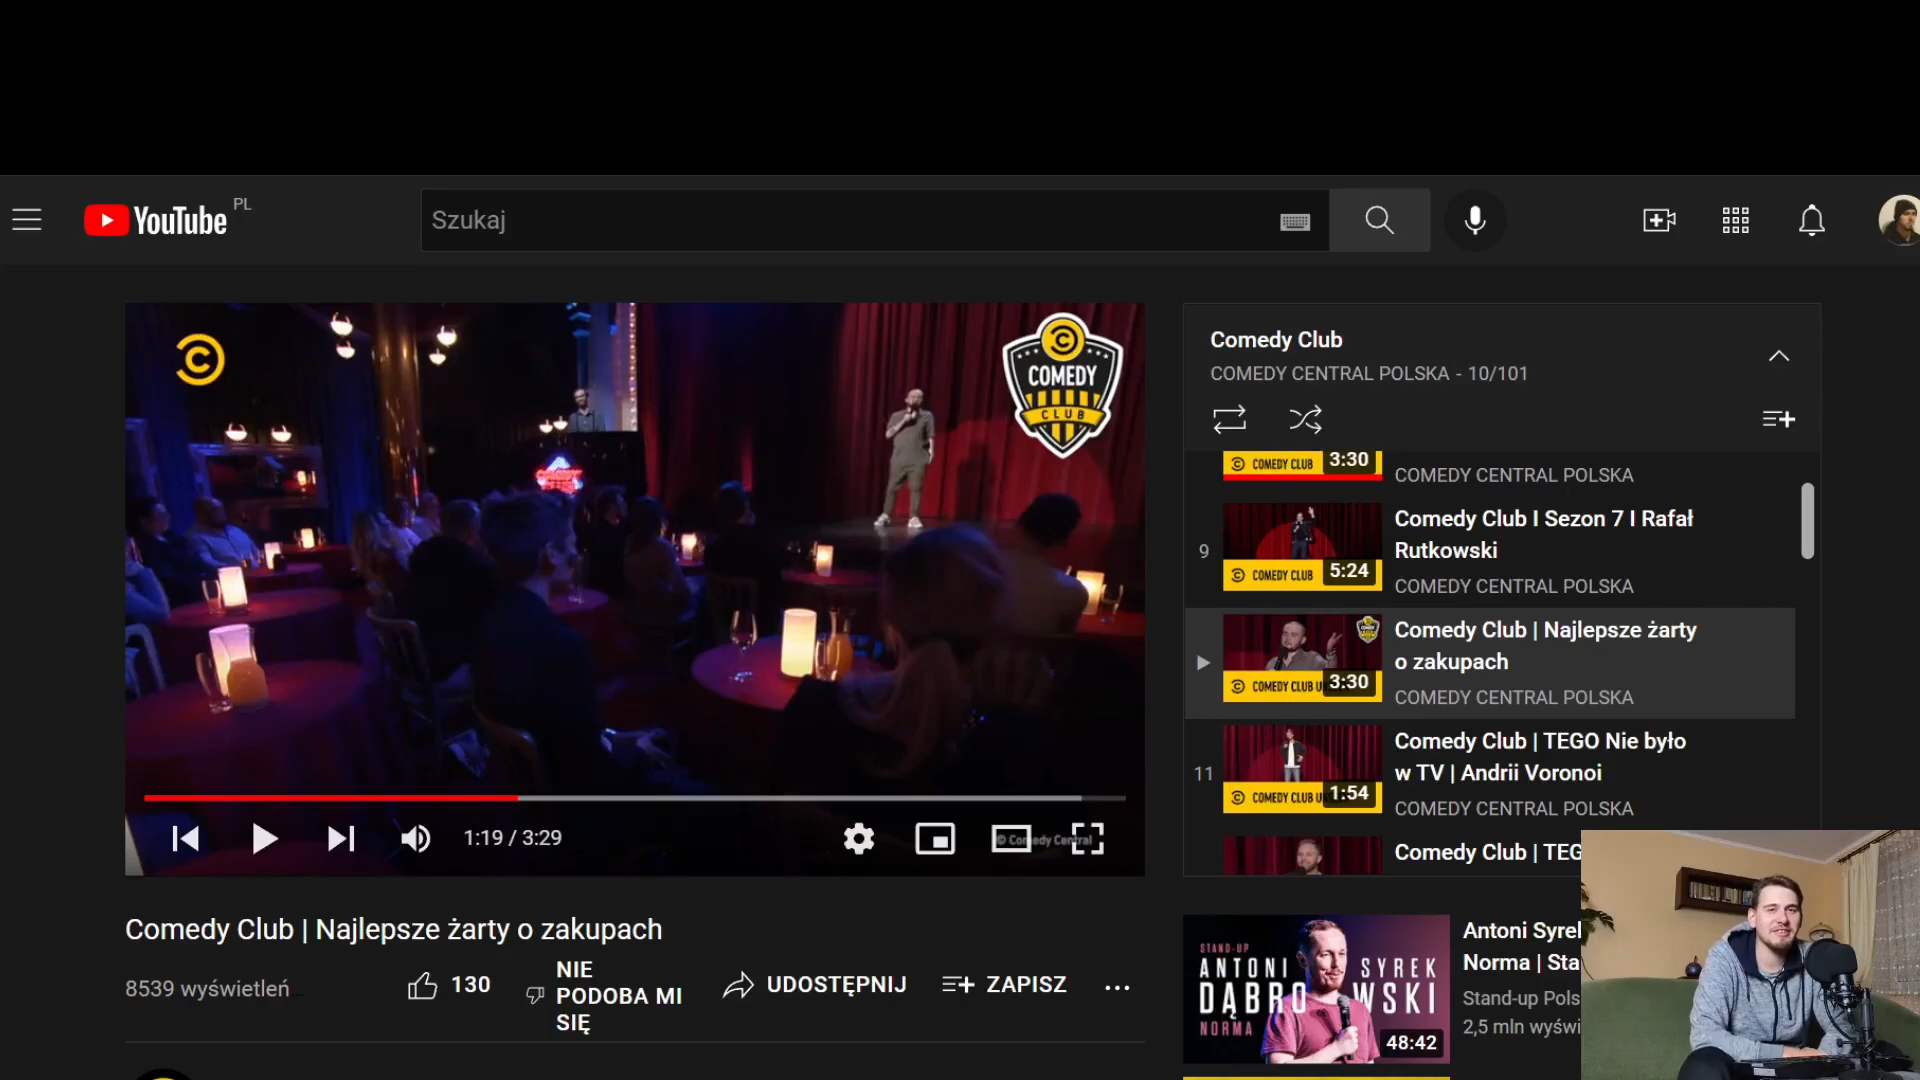 YouTube PL
Szukaj
COMEDY
CLUB
1:19 / 3:29
© Comedy Central
Comedy Club | Najlepsze żarty o zakupach
8539 wyświetleń
130
NIE
PODOBA MI
SIĘ
UDOSTĘPNIJ
ZAPISZ
Comedy Club
COMEDY CENTRAL POLSKA - 10/101
COMEDY CLUB
3:30
COMEDY CENTRAL POLSKA
9
COMEDY CLUB
5:24
Comedy Club I Sezon 7 I Rafał
Rutkowski
COMEDY CENTRAL POLSKA
COMEDY CLUB UN
3:30
Comedy Club | Najlepsze żarty
o zakupach
COMEDY CENTRAL POLSKA
11
COMEDY CLUB UN
1:54
Comedy Club | TEGO Nie było
w TV | Andrii Voronoi
COMEDY CENTRAL POLSKA
Comedy Club | TEG
STAND-UP
ANTONI SYREK
DĄBROWSKI
NORMA
48:42
Antoni Syrel
Norma | Sta
Stand-up Pols
2,5 mln wyświ